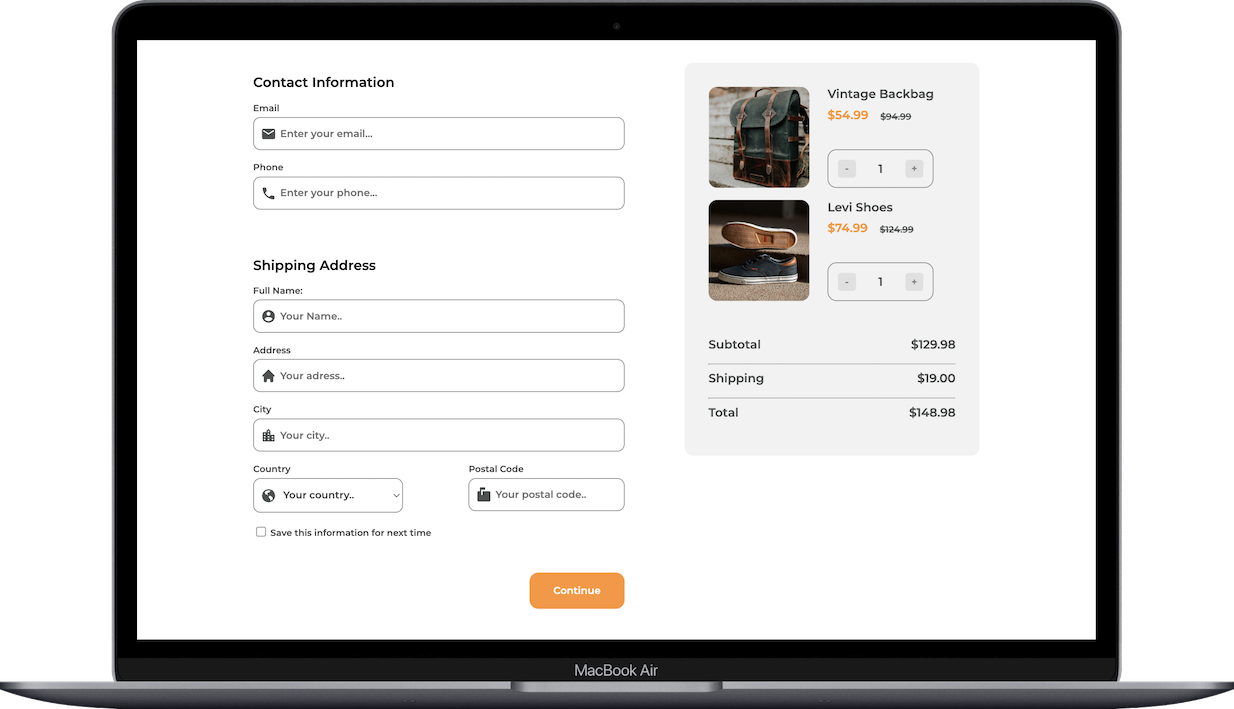 Contact Information
Email
Enter your email...
Phone
Enter your phone...
Shipping Address
Full Name:
Your Name..
Address
Your adress..
City
Your city..
Country
Postal Code
Your country..
Your postal code..
Save this information for next time
Continue
Vintage Backbag
$54.99 $94.99
- 1 +
Levi Shoes
$74.99 $124.99
- 1 +
Subtotal $129.98
Shipping $19.00
Total $148.98
MacBook Air